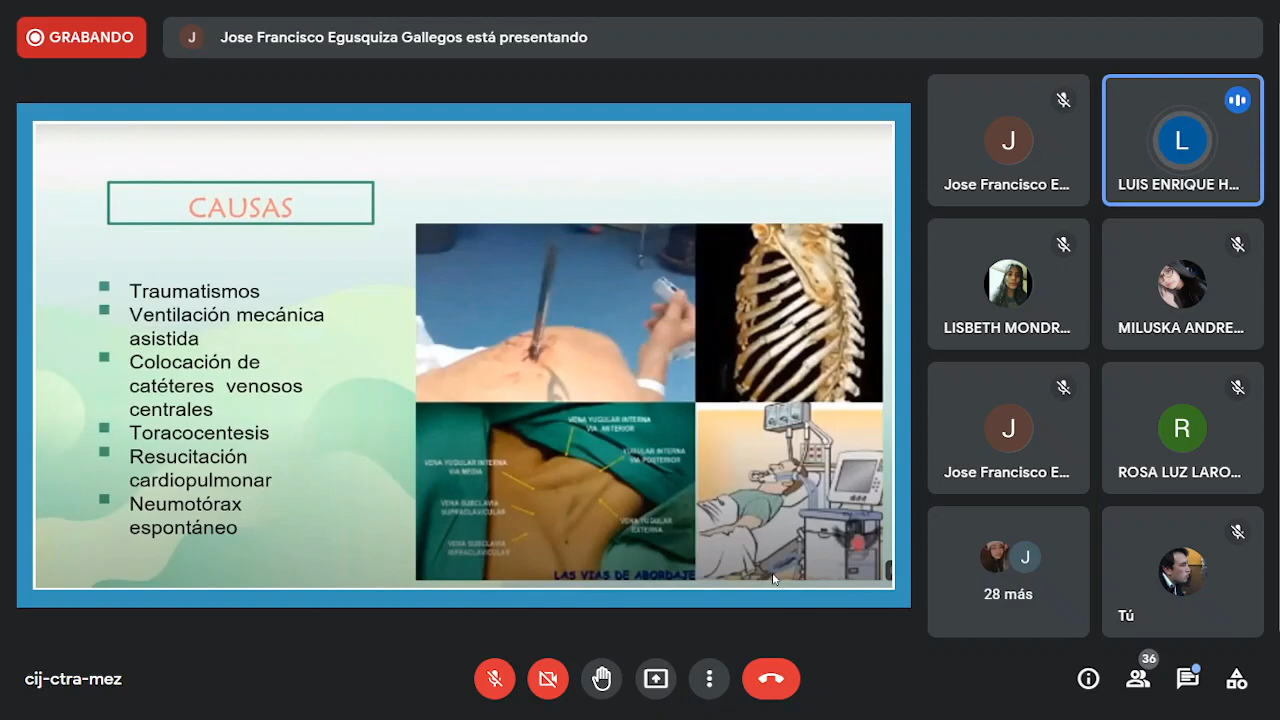 GRABANDO
J
Jose Francisco Egusquiza Gallegos está presentando
CAUSAS
Traumatismos
Ventilación mecánica
asistida
Colocación de
catéteres venosos
centrales
Toracocentesis
Resucitación
cardiopulmonar
Neumotórax
espontáneo
VENA YUGULAR INTERNA
VIA ANTERIOR
YUGULAR INTERNA
VIA POSTERIOR
VENA YUGULAR INTERNA
VIA MEDIA
VENA SUBCLAVIA
SUPRACLAVICULAR
VENA YUGULAR
EXTERNA
VENA SUBCLAVIA
INFRACLAVICULAR
LAS VIAS DE ABORDAJE
J
Jose Francisco E...
L
LUIS ENRIQUE H...
LISBETH MONDR...
MILUSKA ANDRE...
J
Jose Francisco E...
R
ROSA LUZ LARO...
J
28 más
Tú
cij-ctra-mez
36